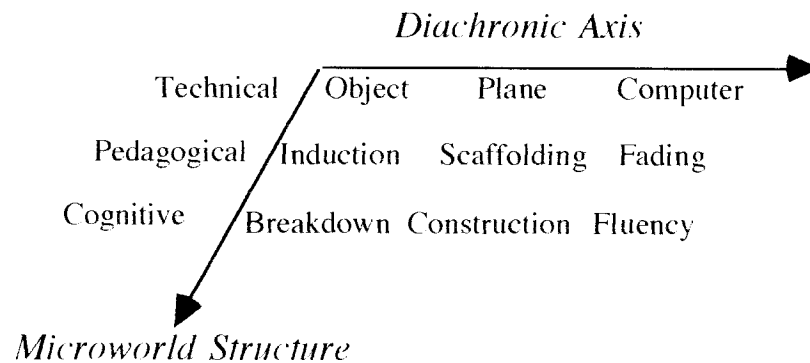 Diachronic Axis
Technical Object Plane Computer
Pedagogical Induction Scaffolding Fading
Cognitive Breakdown Construction Fluency
Microworld Structure